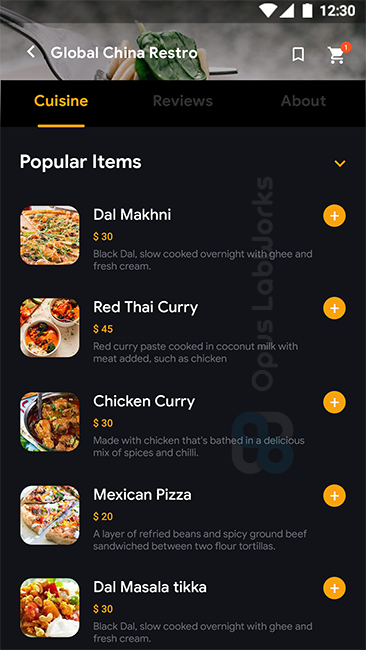 12:30
Global China Restro
1
Cuisine Reviews About
Popular Items
Dal Makhni
$ 30
Black Dal, slow cooked overnight with ghee and
fresh cream.
Red Thai Curry
$ 45
Red curry paste cooked in coconut milk with
meat added, such as chicken
Chicken Curry
$ 30
Made with chicken that's bathed in a delicious
mix of spices and chilli.
Mexican Pizza
$ 20
A layer of refried beans and spicy ground beef
sandwiched between two flour tortillas.
Dal Masala tikka
$ 30
Black Dal, slow cooked overnight with ghee and
fresh cream.
Opus LabWorks